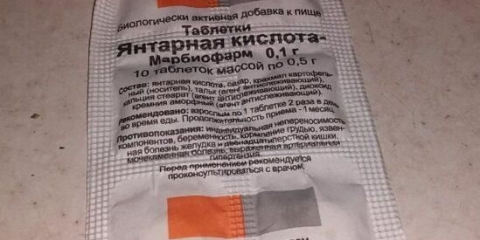 Биологически активная добавка к пище
Таблетки
Янтарная кислота-
Марбиофарм 0,1 г
10 таблеток массой по 0,5 г
Состав: янтарная кислота, сахар, крахмал картофель-
ный (носитель), тальк (агент антислеживающий),
кальция стеарат (агент антислеживающий), диоксид
кремния аморфный (агент антислеживающий).
Рекомендовано: взрослым по 1 таблетке 2 раза в день
во время еды. Продолжительность приема -1 месяц.
Противопоказания: индивидуальная непереносимость
компонентов, беременность, кормление грудью, язвен-
ная болезнь желудка и двенадцатиперстной кишки,
мочекаменная болезнь, выраженная артериальная
гипертензия.
Перед применением рекомендуется
проконсультироваться с врачом.